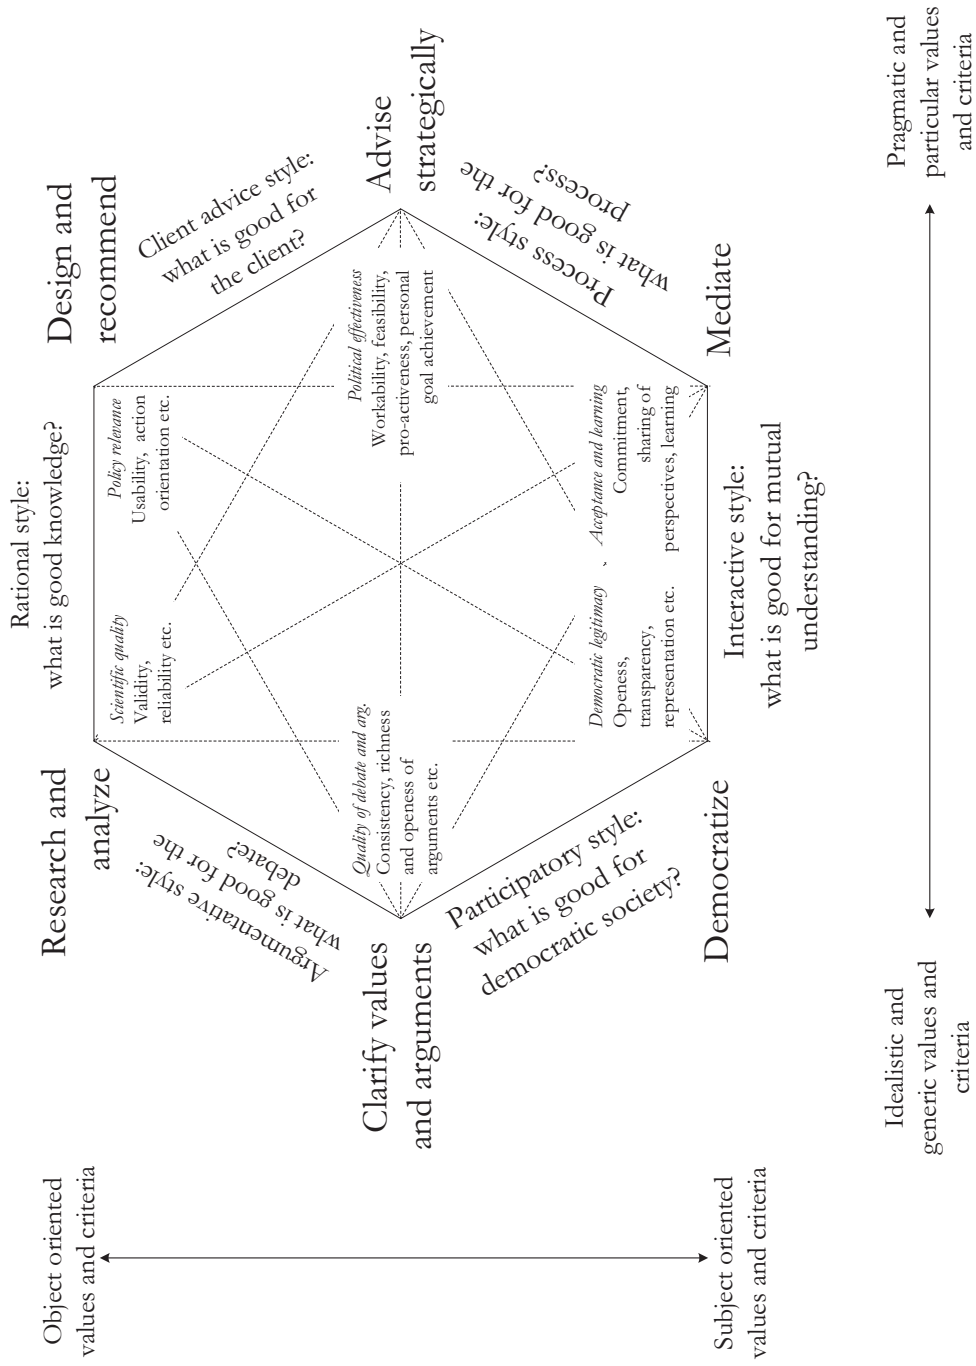 Object oriented
values and criteria
Subject oriented
values and criteria
Research and
analyze
Rational style:
what is good knowledge?
Design and
recommend
Argumentative style:
what is good for the
debate?
Client advice style:
what is good for
the client?
Scientific quality
Validity,
reliability etc.
Policy relevance
Usability, action
orientation etc.
Clarify values
and arguments
Quality of debate and arg.
Consistency, richness
and openess of
arguments etc.
Political effectiveness
Workability, feasibility,
pro-activeness, personal
goal achievement
Advise
strategically
Participatory style:
what is good for
democratic society?
Democratic legitimacy
Openess,
transparency,
representation etc.
Acceptance and learning
Commitment,
sharing of
perspectives, learning
Process style:
what is good for the
process?
Democratize
Interactive style:
what is good for mutual
understanding?
Mediate
Idealistic and
generic values and
criteria
Pragmatic and
particular values
and criteria